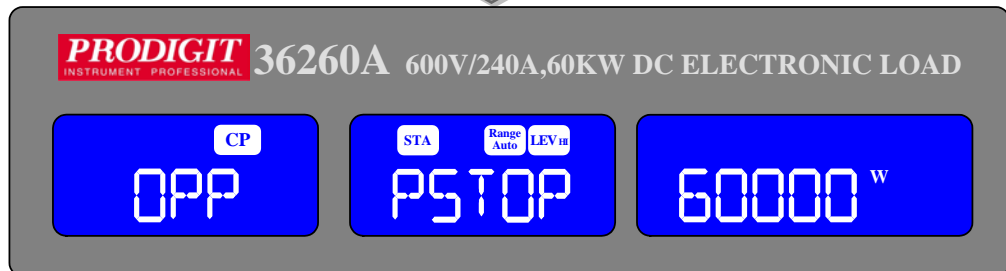 PRODIGIT
INSTRUMENT PROFESSIONAL
36260A 600V/240A,60KW DC ELECTRONIC LOAD
CP
OPP
STA Range Auto LEV HI
PSTOP
60000 W